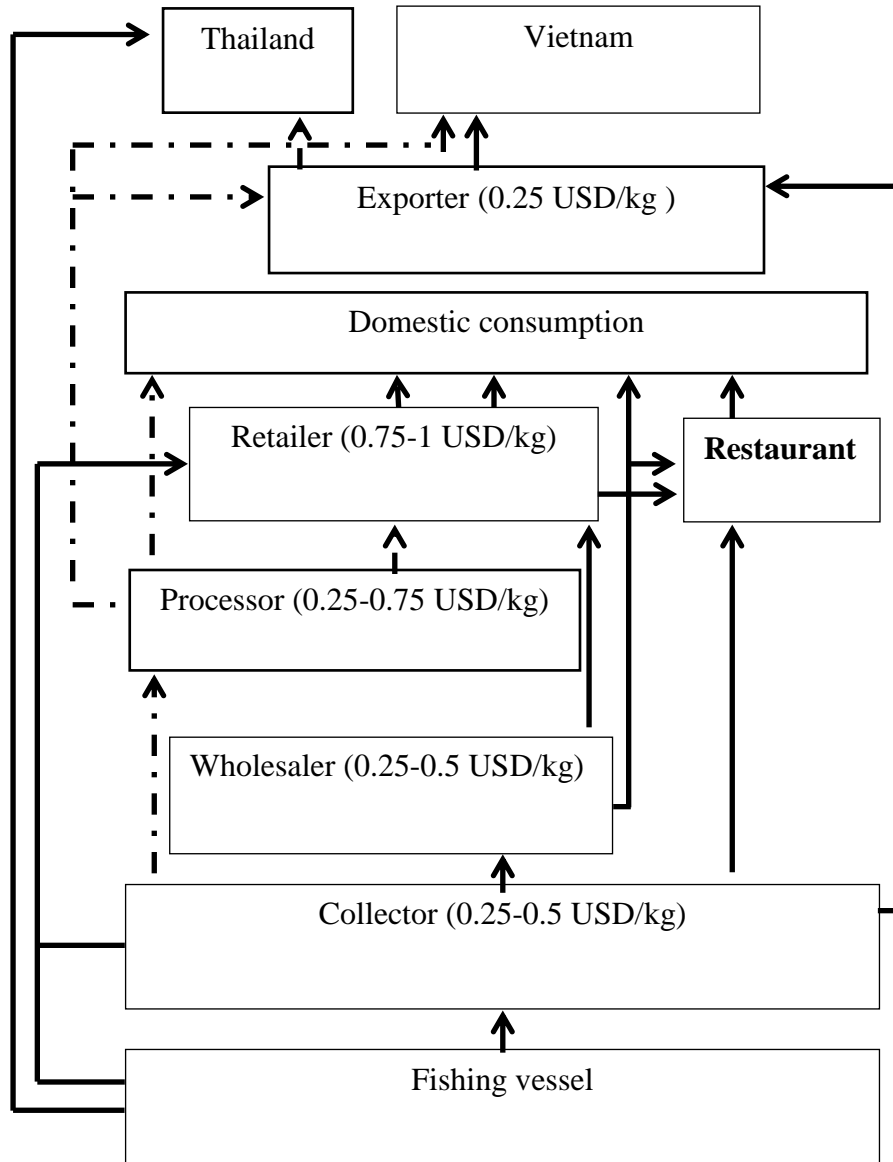 Thailand
Vietnam
Exporter (0.25 USD/kg )
Domestic consumption
Retailer (0.75-1 USD/kg)
Restaurant
Processor (0.25-0.75 USD/kg)
Wholesaler (0.25-0.5 USD/kg)
Collector (0.25-0.5 USD/kg)
Fishing vessel